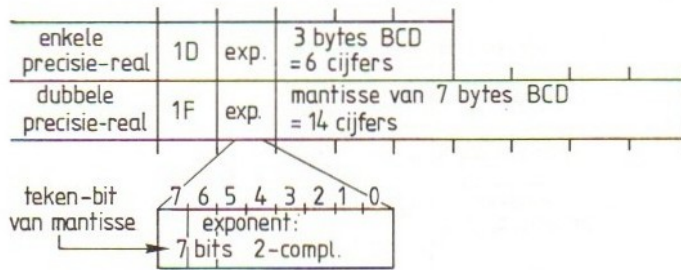 enkele precisie-real 1D exp. 3 bytes BCD = 6 cijfers
dubbele precisie-real 1F exp. mantisse van 7 bytes BCD = 14 cijfers
7 6 5 4 3 2 1 0
teken-bit van mantisse
exponent:
7 bits 2-compl.